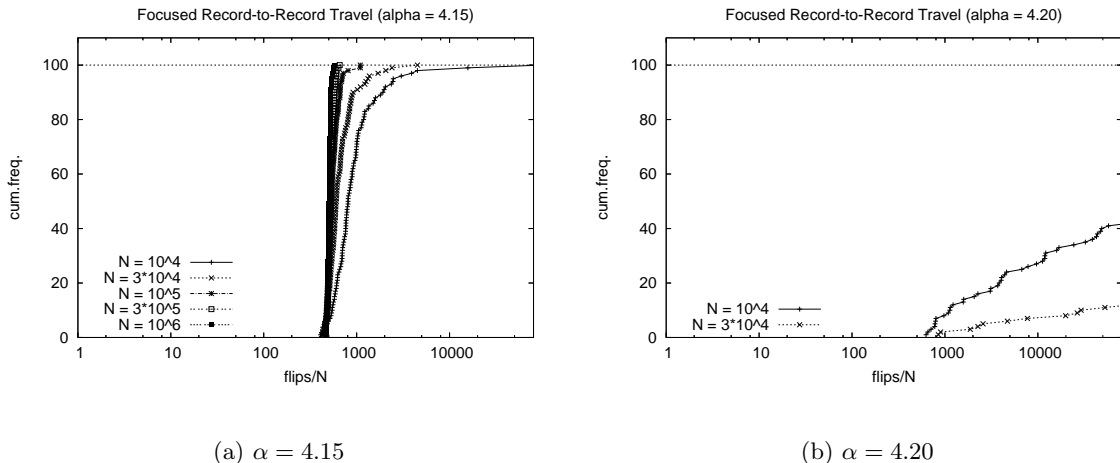 Focused Record-to-Record Travel (alpha = 4.15)
100
80
60
40
20
0
cum.freq.
N = 10^4
N = 3*10^4
N = 10^5
N = 3*10^5
N = 10^6
1 10 100 1000 10000
flips/N
(a) α = 4.15
Focused Record-to-Record Travel (alpha = 4.20)
100
80
60
40
20
0
cum.freq.
N = 10^4
N = 3*10^4
1 10 100 1000 10000
flips/N
(b) α = 4.20